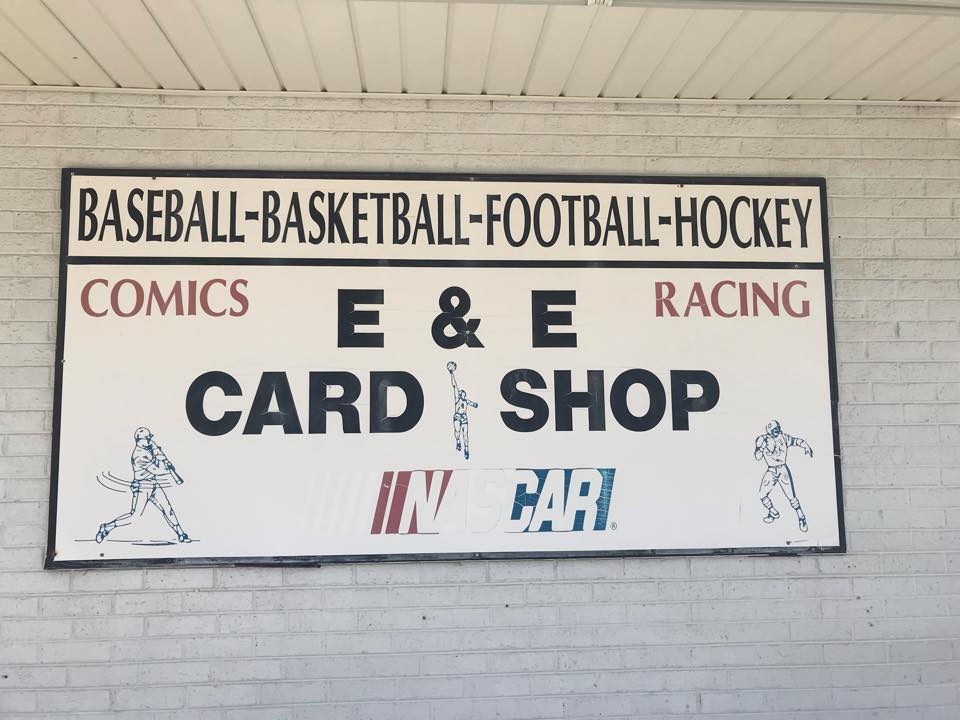 BASEBALL-BASKETBALL-FOOTBALL-HOCKEY
COMICS E & E RACING
CARD SHOP
NASCAR ®